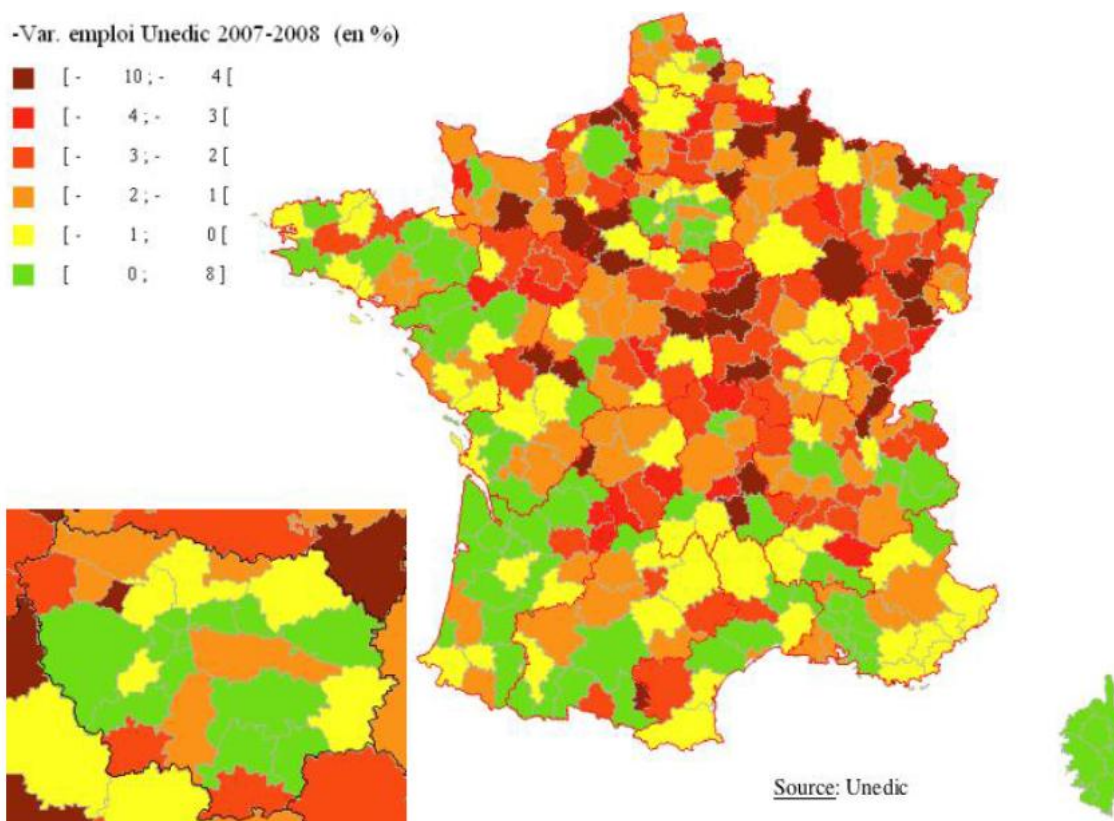 -Var. emploi Unedic 2007-2008 (en %)
[ - 10 ; - 4 [
[ - 4 ; - 3 [
[ - 3 ; - 2 [
[ - 2 ; - 1 [
[ - 1 ; 0 [
[ 0 ; 8 ]
Source: Unedic